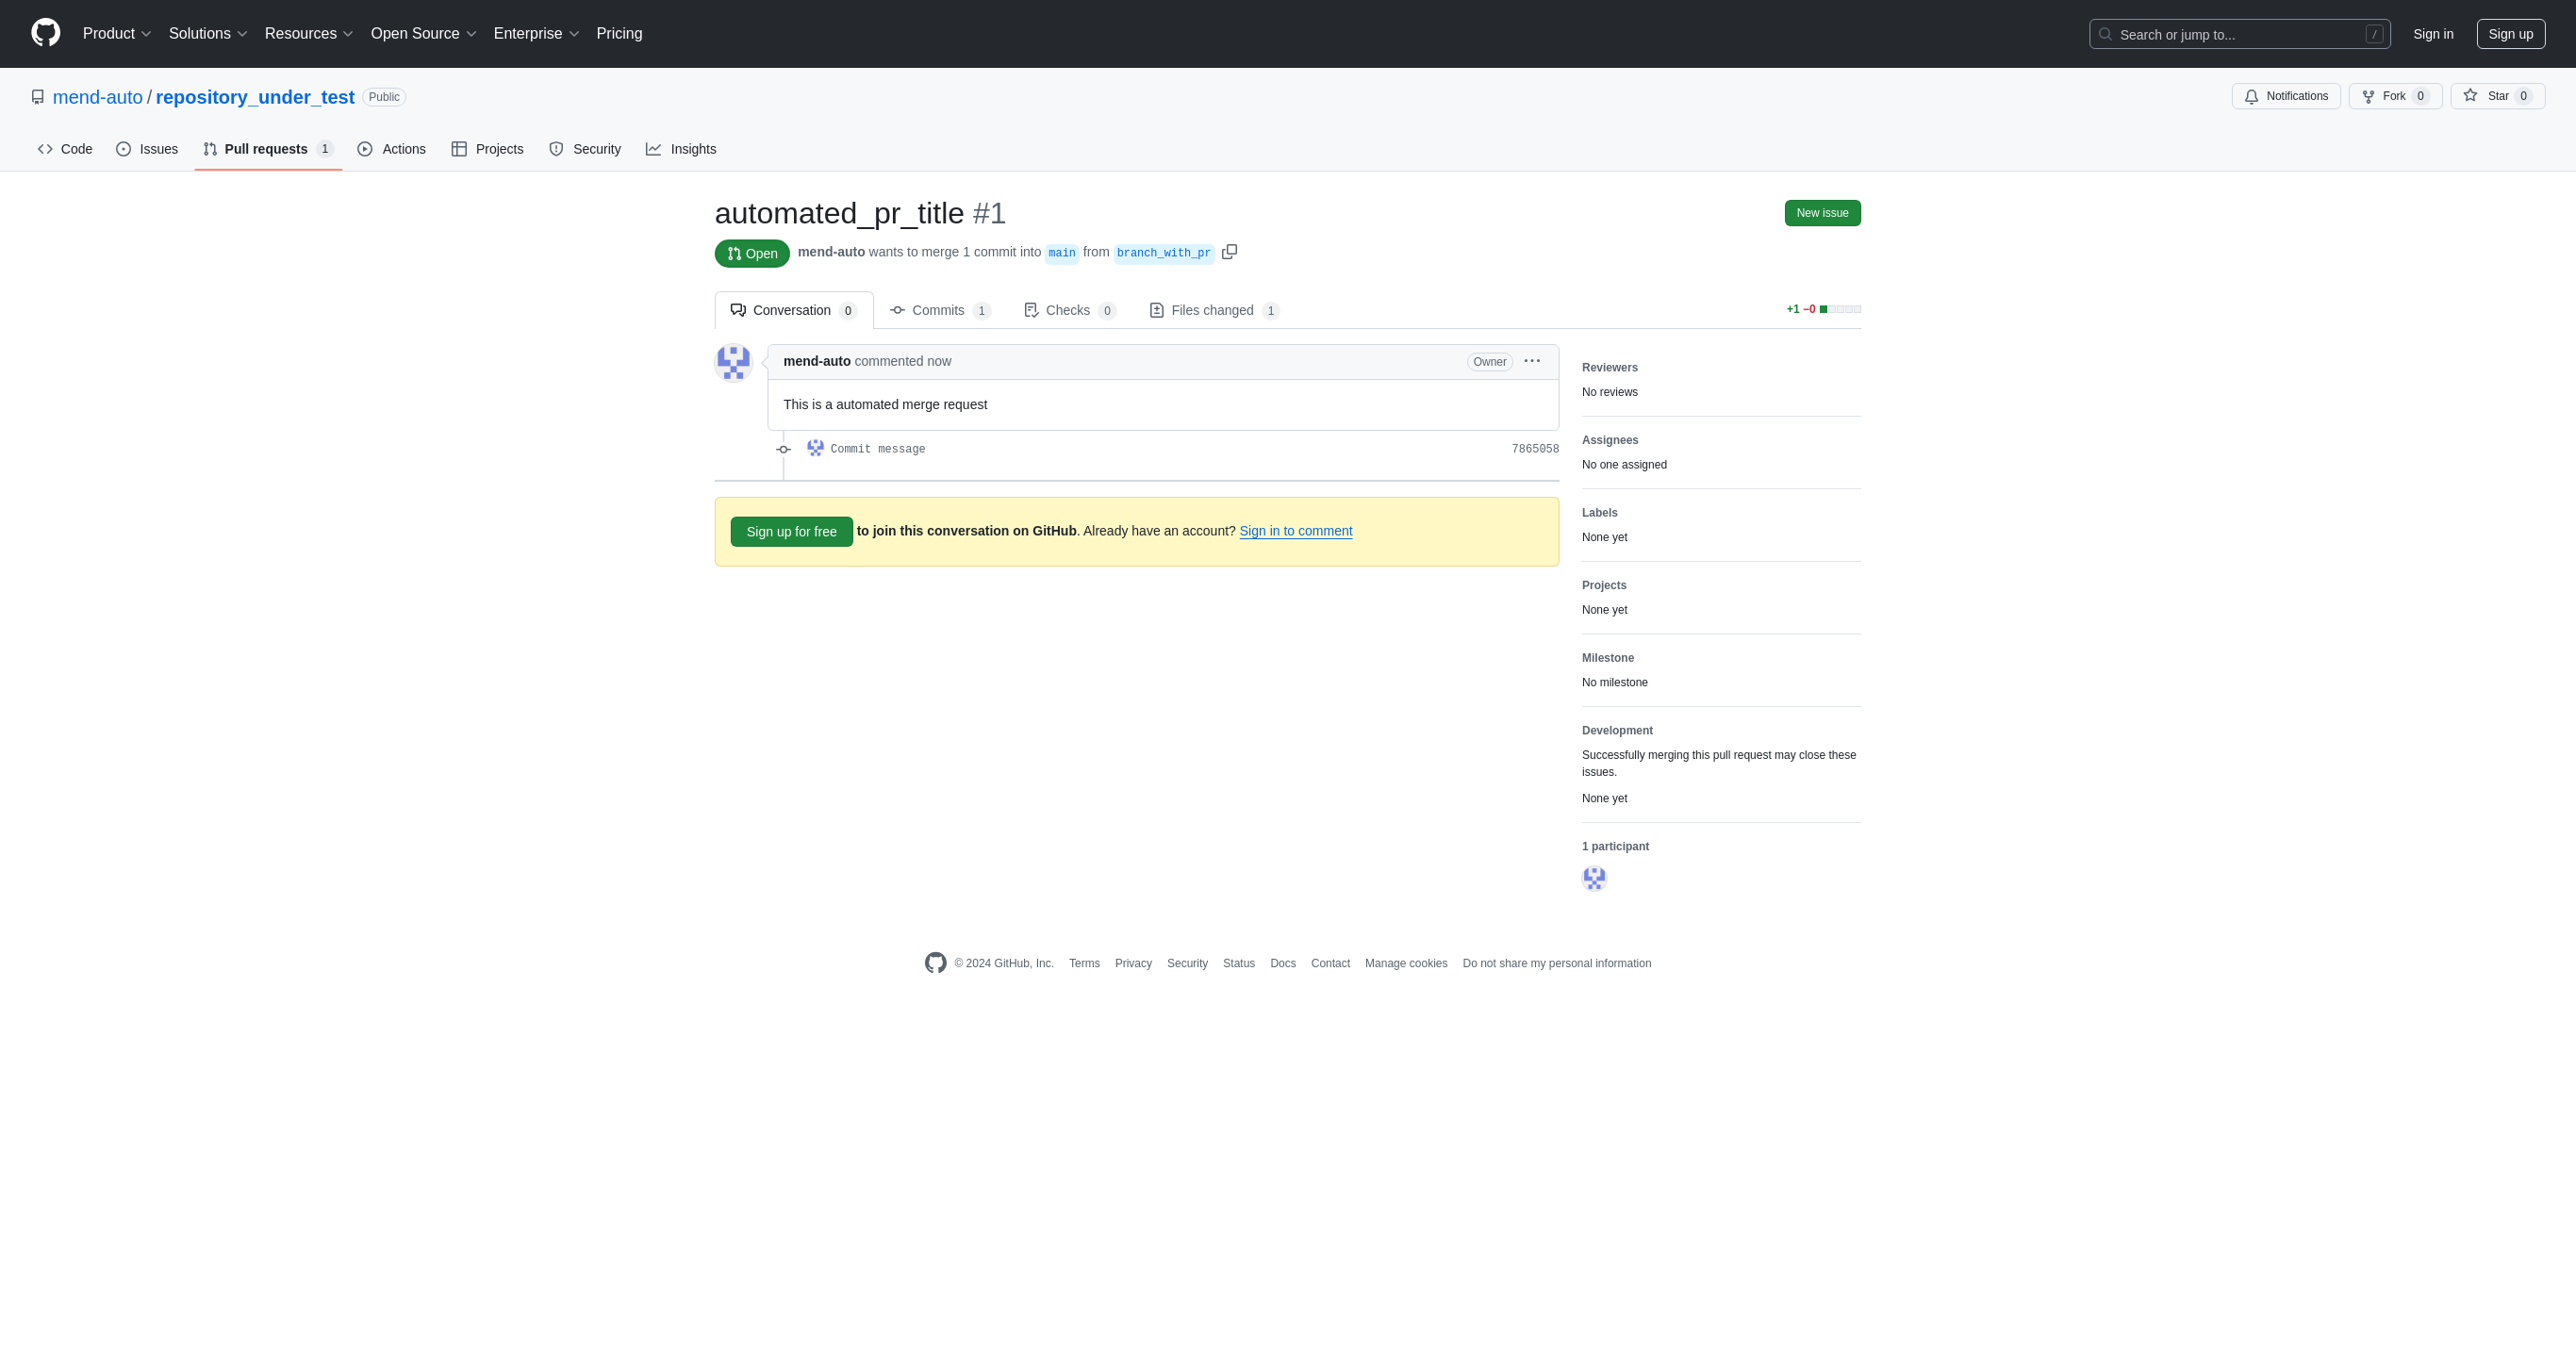 Product Solutions Resources Open Source Enterprise Pricing Search or jump to... / Sign in Sign up
mend-auto / repository_under_test Public Notifications Fork 0 Star 0
Code Issues Pull requests 1 Actions Projects Security Insights
automated_pr_title #1 New issue
Open mend-auto wants to merge 1 commit into main from branch_with_pr
Conversation 0 Commits 1 Checks 0 Files changed 1 +1 −0
mend-auto commented now Owner
This is a automated merge request
Commit message 7865058
Sign up for free to join this conversation on GitHub. Already have an account? Sign in to comment
Reviewers
No reviews
Assignees
No one assigned
Labels
None yet
Projects
None yet
Milestone
No milestone
Development
Successfully merging this pull request may close these
issues.
None yet
1 participant
© 2024 GitHub, Inc. Terms Privacy Security Status Docs Contact Manage cookies Do not share my personal information